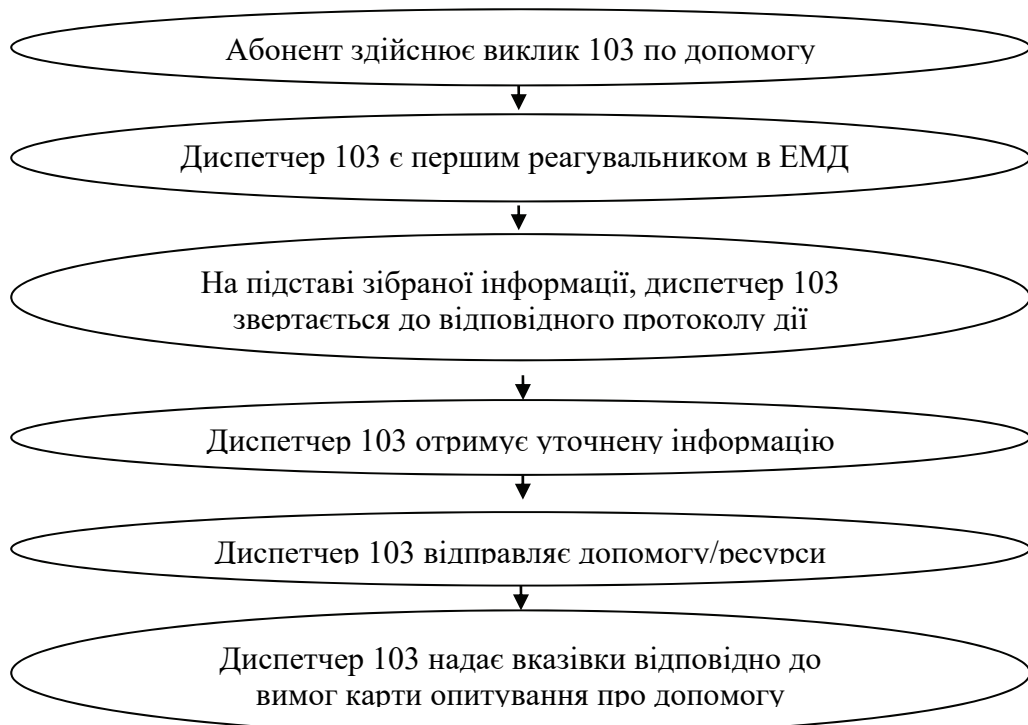 Абонент здійснює виклик 103 по допомогу
Диспетчер 103 є першим реагувальником в ЕМД
На підставі зібраної інформації, диспетчер 103
звертається до відповідного протоколу дії
Диспетчер 103 отримує уточнену інформацію
Диспетчер 103 відправляє допомогу/ресурси
Диспетчер 103 надає вказівки відповідно до
вимог карти опитування про допомогу